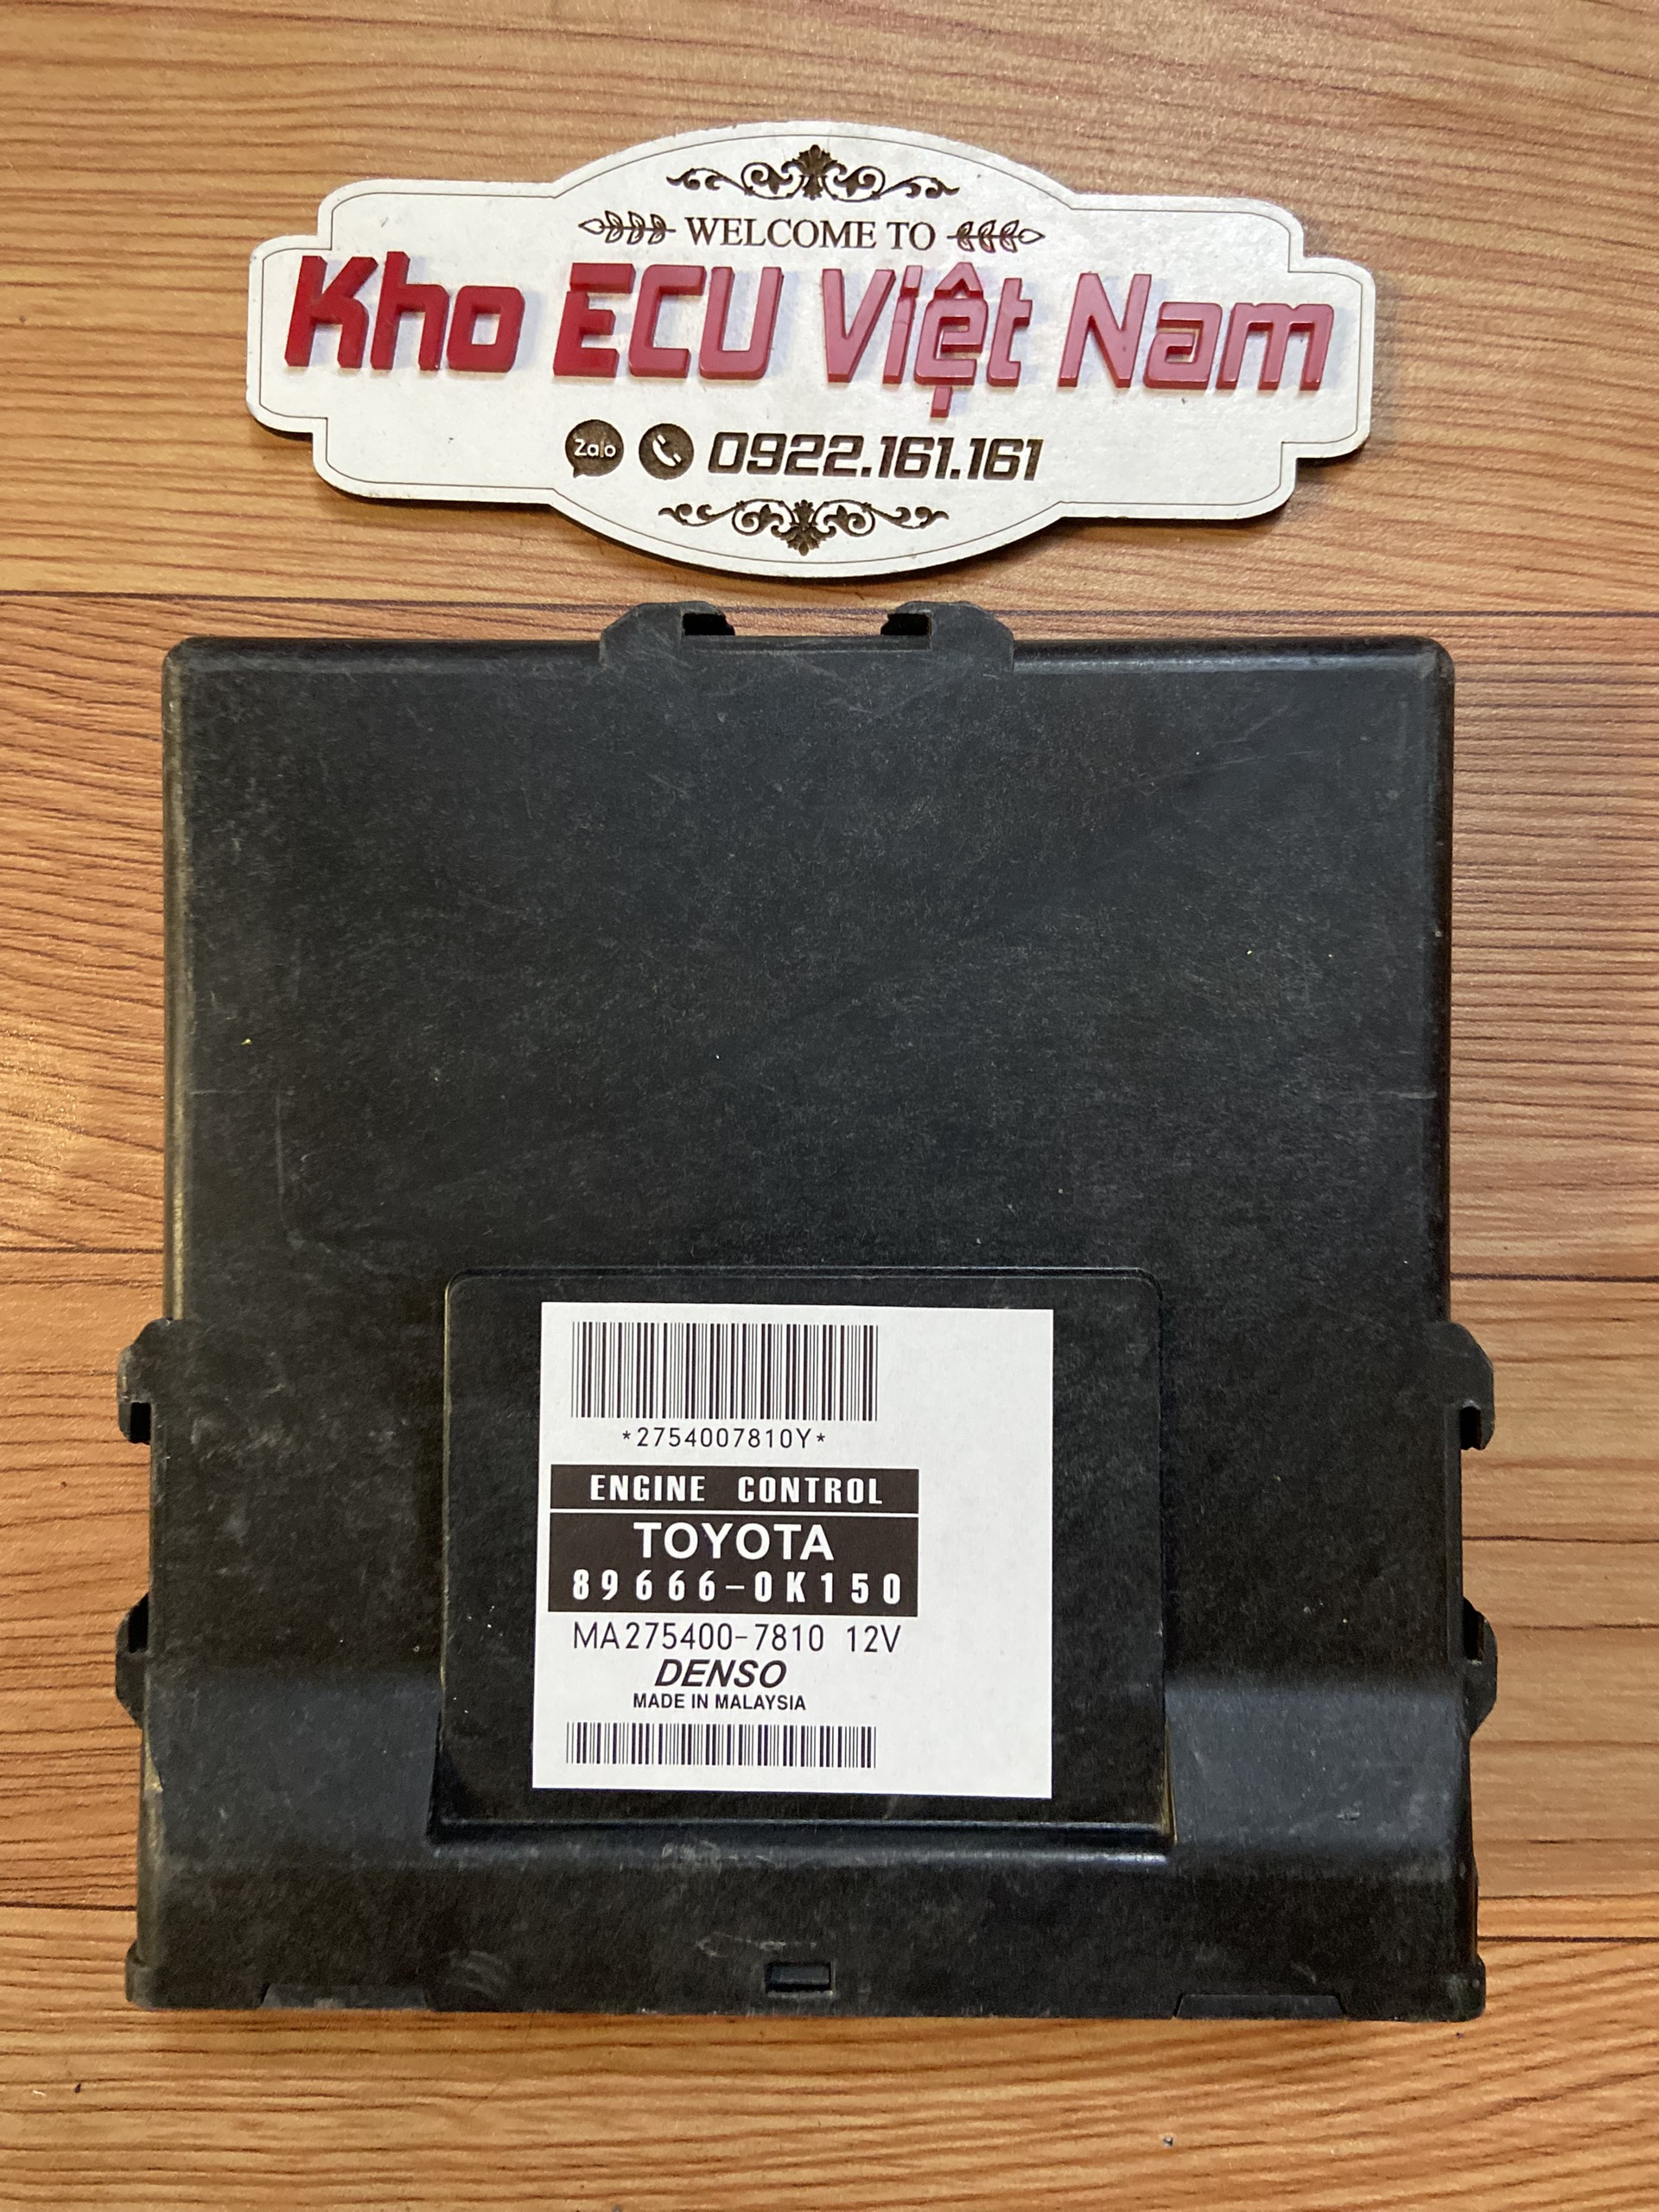 WELCOME TO
Kho ECU Việt Nam
Zalo 0922.161.161
*2754007810Y*
ENGINE CONTROL
TOYOTA
89666-0K150
MA275400-7810 12V
DENSO
MADE IN MALAYSIA